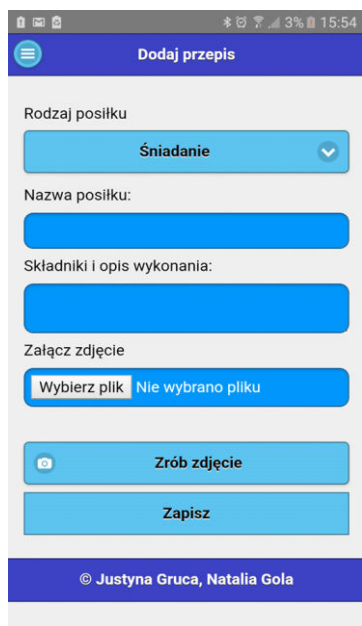 3% 15:54
Dodaj przepis
Rodzaj posiłku
Śniadanie
Nazwa posiłku:
Składniki i opis wykonania:
Załącz zdjęcie
Wybierz plik Nie wybrano pliku
Zrób zdjęcie
Zapisz
© Justyna Gruca, Natalia Gola